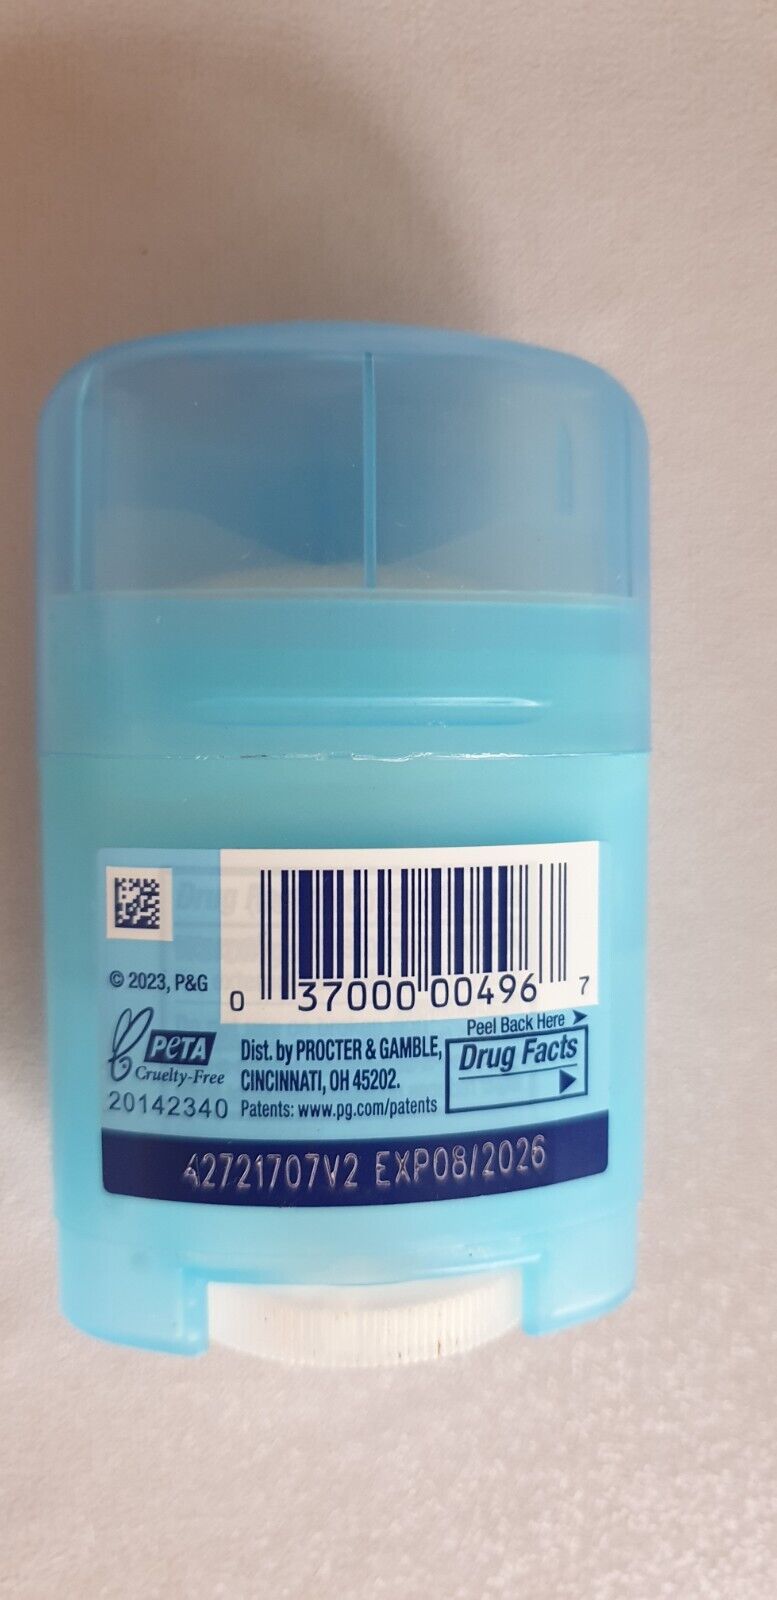 © 2023, P&G
0 37000 00496 7
Peel Back Here
PETA
Cruelty-Free
20142340
Dist. by PROCTER & GAMBLE,
CINCINNATI, OH 45202.
Patents: www.pg.com/patents
Drug Facts
42721707V2 EXP08/2026